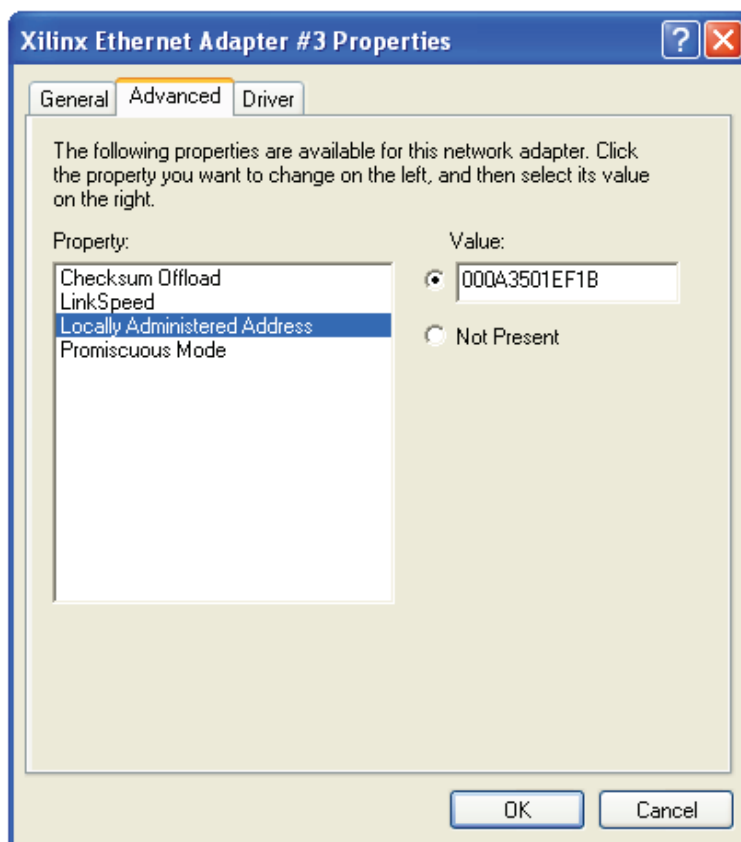 Xilinx Ethernet Adapter #3 Properties
General Advanced Driver
The following properties are available for this network adapter. Click
the property you want to change on the left, and then select its value
on the right.
Property:
Value:
Checksum Offload
LinkSpeed
Locally Administered Address
Promiscuous Mode
000A3501EF1B
Not Present
OK Cancel